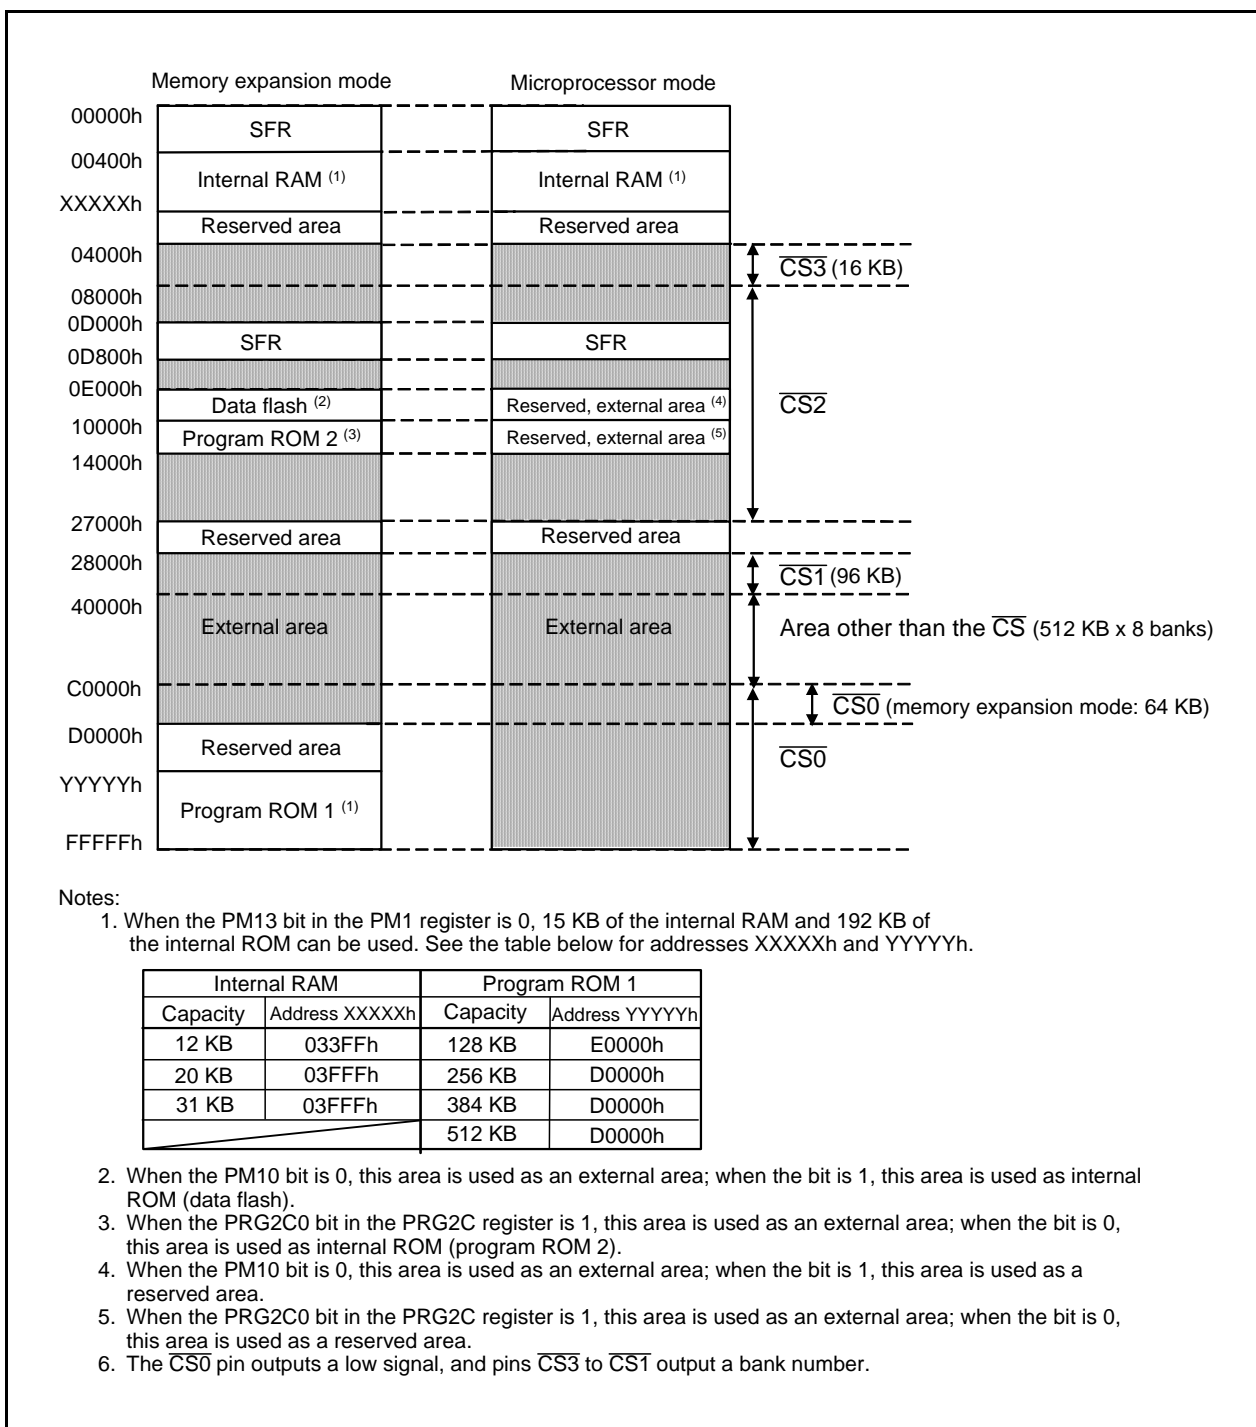 Memory expansion mode
Microprocessor mode
00000h
SFR
SFR
00400h
Internal RAM (1)
Internal RAM (1)
XXXXXh
Reserved area
Reserved area
04000h
CS3 (16 KB)
08000h
0D000h
SFR
SFR
0D800h
0E000h
Data flash (2)
Reserved, external area (4)
CS2
10000h
Program ROM 2 (3)
Reserved, external area (5)
14000h
27000h
Reserved area
Reserved area
28000h
CS1 (96 KB)
40000h
External area
External area
Area other than the CS (512 KB x 8 banks)
C0000h
CS0 (memory expansion mode: 64 KB)
D0000h
Reserved area
CS0
YYYYYh
Program ROM 1 (1)
FFFFFh
Notes:
1. When the PM13 bit in the PM1 register is 0, 15 KB of the internal RAM and 192 KB of
the internal ROM can be used. See the table below for addresses XXXXXh and YYYYYh.
Internal RAM Program ROM 1
Capacity Address XXXXXh Capacity Address YYYYYh
12 KB 033FFh 128 KB E0000h
20 KB 03FFFh 256 KB D0000h
31 KB 03FFFh 384 KB D0000h
512 KB D0000h
2. When the PM10 bit is 0, this area is used as an external area; when the bit is 1, this area is used as internal
ROM (data flash).
3. When the PRG2C0 bit in the PRG2C register is 1, this area is used as an external area; when the bit is 0,
this area is used as internal ROM (program ROM 2).
4. When the PM10 bit is 0, this area is used as an external area; when the bit is 1, this area is used as a
reserved area.
5. When the PRG2C0 bit in the PRG2C register is 1, this area is used as an external area; when the bit is 0,
this area is used as a reserved area.
6. The CS0 pin outputs a low signal, and pins CS3 to CS1 output a bank number.